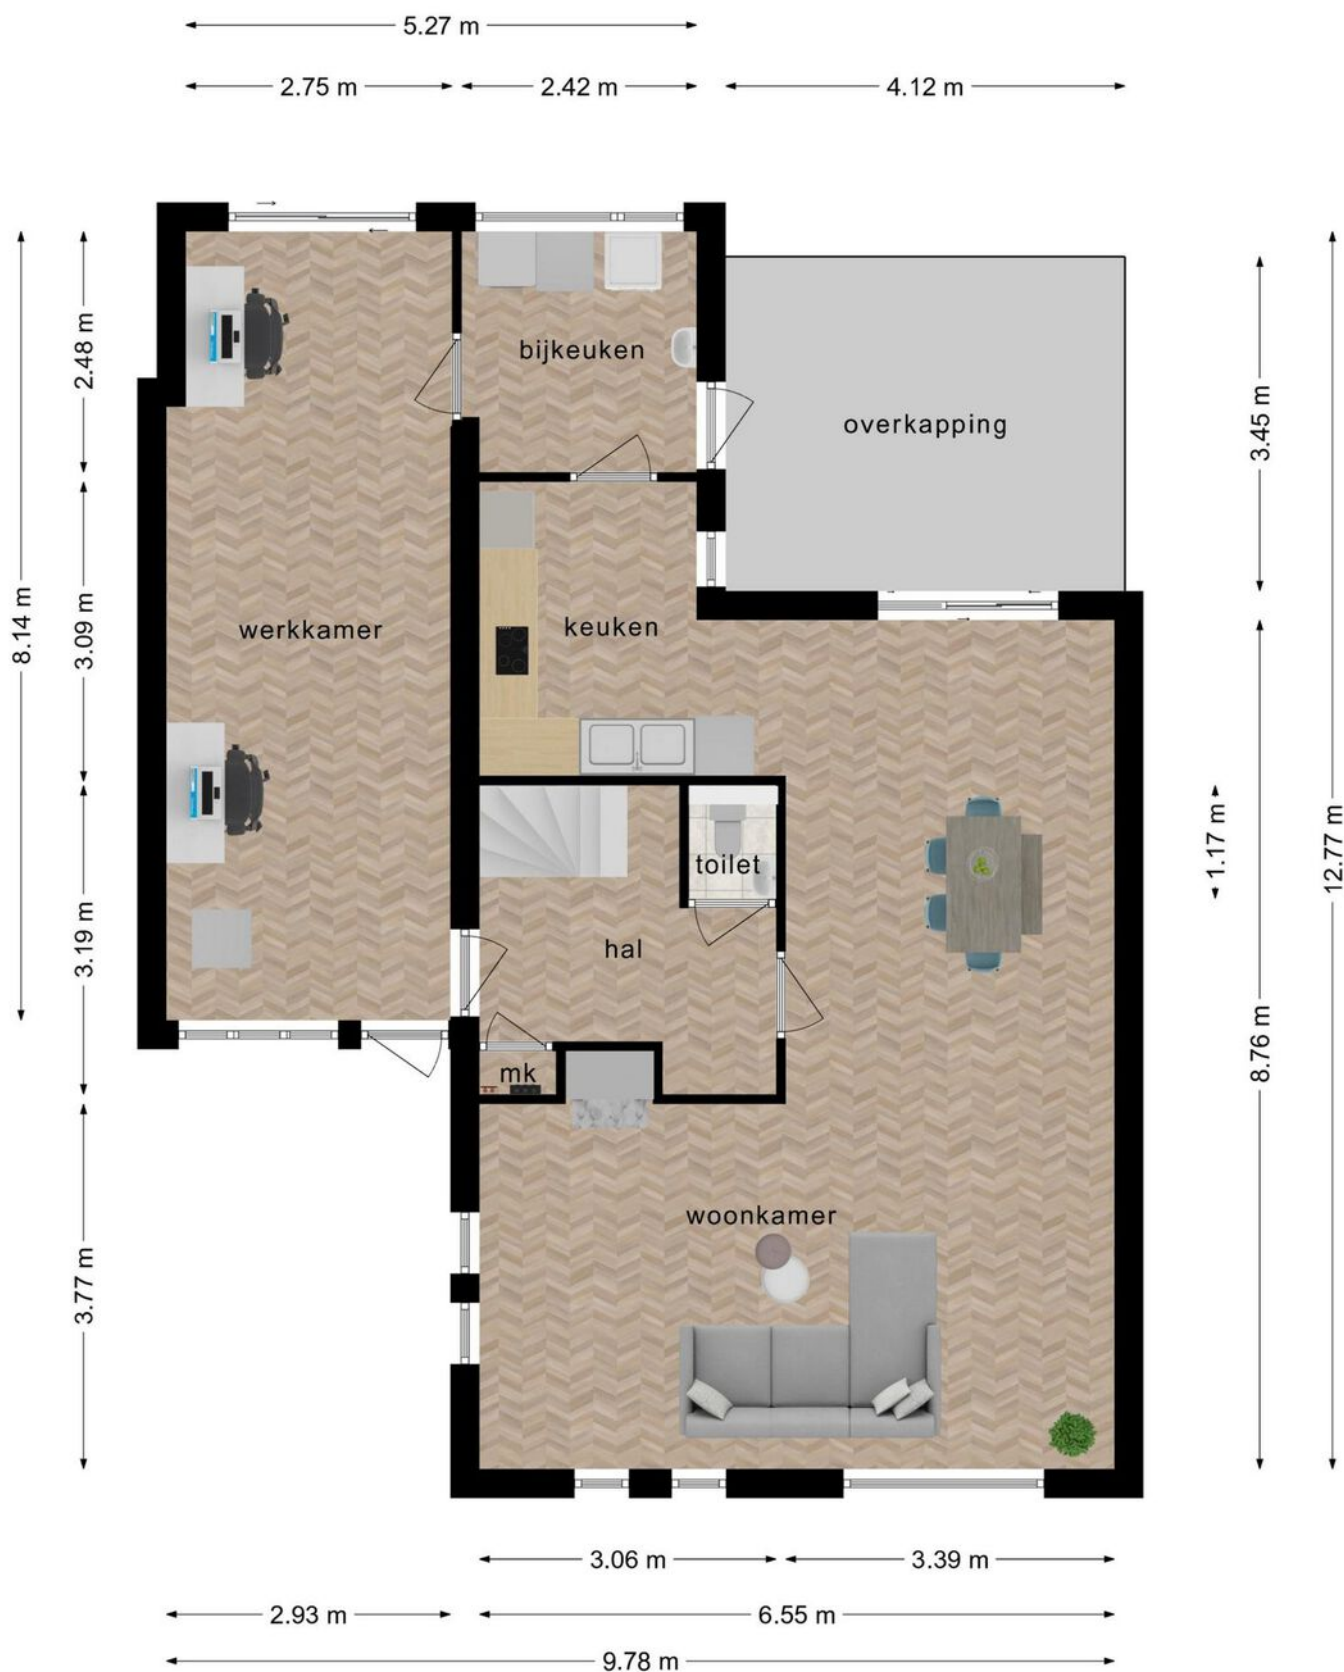 5.27 m
2.75 m
2.42 m
4.12 m
2.48 m
bijkeuken
overkapping
3.45 m
8.14 m
3.09 m
werkkamer
keuken
1.17 m
12.77 m
toilet
3.19 m
hal
8.76 m
mk
woonkamer
3.77 m
3.06 m
3.39 m
2.93 m
6.55 m
9.78 m